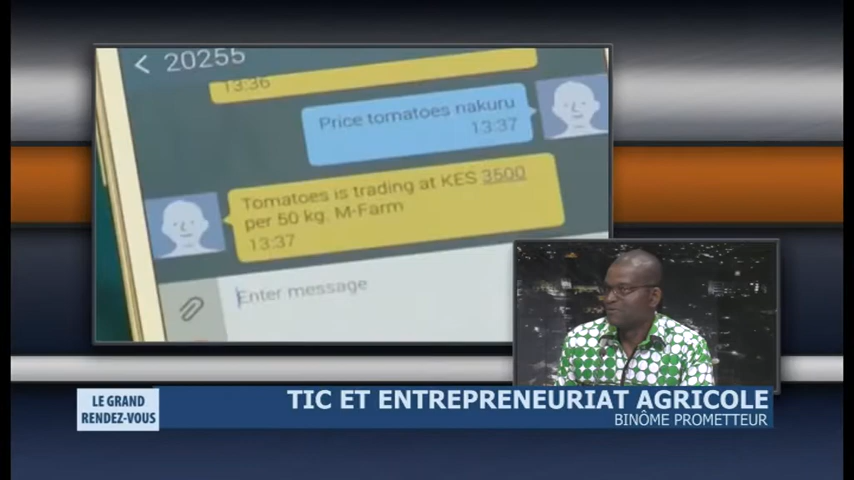 20255
13:36
Price tomatoes nakuru
13:37
Tomatoes is trading at KES 3500
per 50 kg. M-Farm
13:37
Enter message
LE GRAND
RENDEZ-VOUS
TIC ET ENTREPRENEURIAT AGRICOLE
BINÔME PROMETTEUR